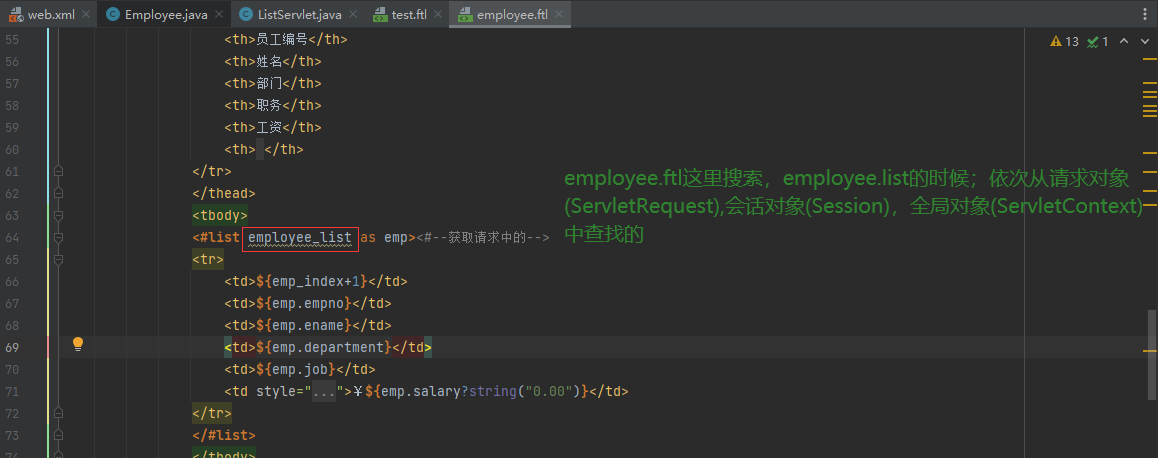 web.xml
Employee.java
ListServlet.java
test.ftl
employee.ftl
13
1
55 <th>员工编号</th>
56 <th>姓名</th>
57 <th>部门</th>
58 <th>职务</th>
59 <th>工资</th>
60 <th> </th>
61 </tr>
62 </thead>
63 <tbody>
64 <#list employee_list as emp><#--获取请求中的-->
65 <tr>
66 <td>${emp_index+1}</td>
67 <td>${emp.empno}</td>
68 <td>${emp.ename}</td>
69 <td>${emp.department}</td>
70 <td>${emp.job}</td>
71 <td style="...">¥${emp.salary?string("0.00")}</td>
72 </tr>
73 </#list>
74 </tbody>
employee.ftl这里搜索，employee.list的时候；依次从请求对象
(ServletRequest),会话对象(Session)，全局对象(ServletContext)
中查找的